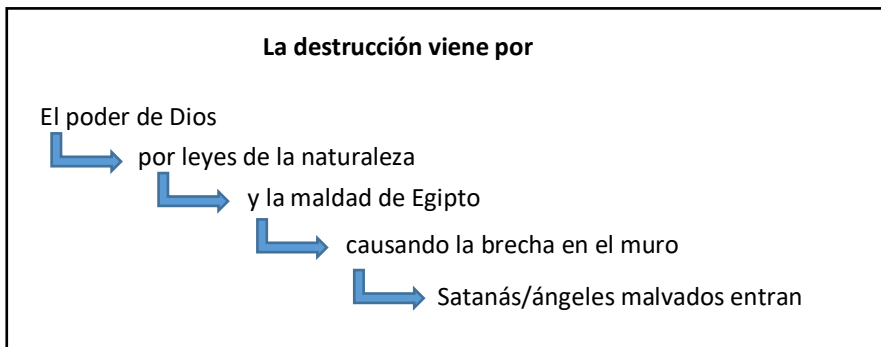 La destrucción viene por
El poder de Dios
por leyes de la naturaleza
y la maldad de Egipto
causando la brecha en el muro
Satanás/ángeles malvados entran